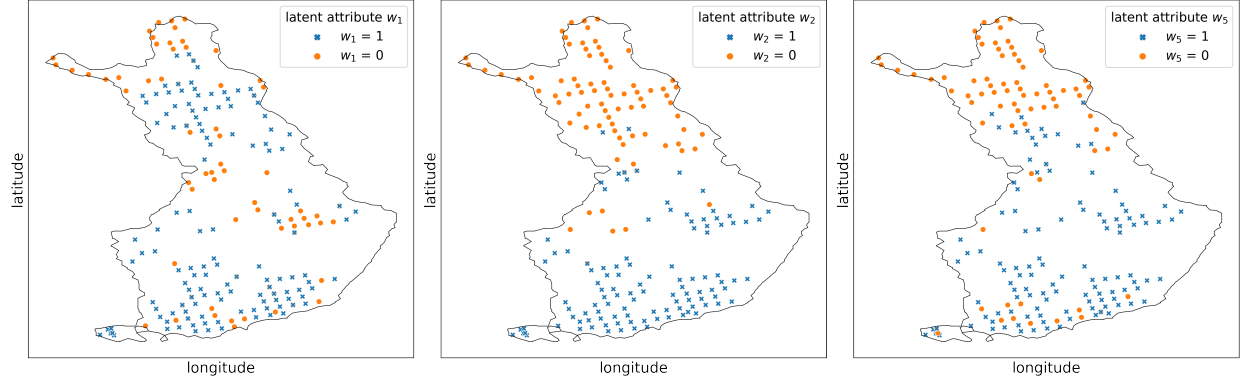 latent attribute w₁
w₁ = 1
w₁ = 0
latitude
longitude
latent attribute w₂
w₂ = 1
w₂ = 0
latitude
longitude
latent attribute w₅
w₅ = 1
w₅ = 0
latitude
longitude